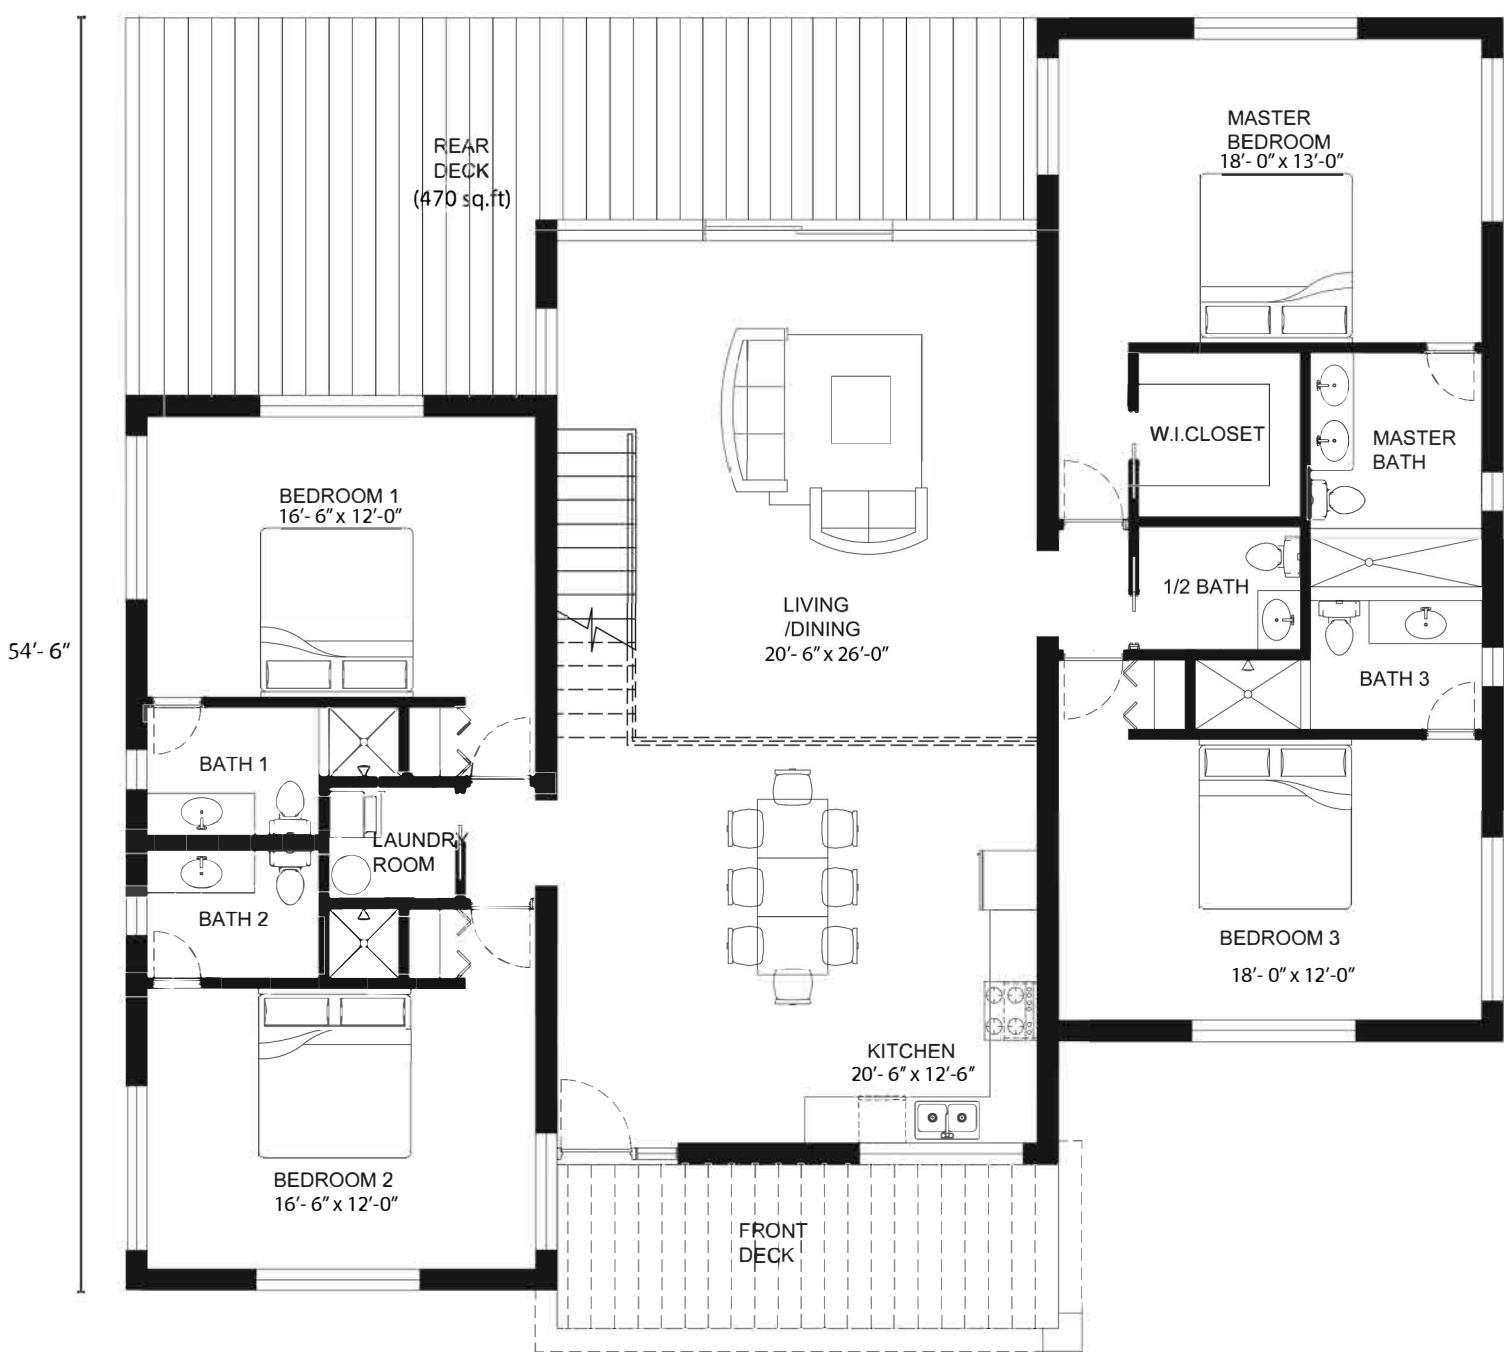 REAR
DECK
(470 sq.ft)
MASTER
BEDROOM
18'- 0" x 13'-0"
W.I.CLOSET
MASTER
BATH
BEDROOM 1
16'- 6" x 12'-0"
1/2 BATH
LIVING
/DINING
20'- 6" x 26'-0"
54'- 6"
BATH 3
BATH 1
LAUNDRY
ROOM
BATH 2
BEDROOM 3
18'- 0" x 12'-0"
KITCHEN
20'- 6" x 12'-6"
BEDROOM 2
16'- 6" x 12'-0"
FRONT
DECK